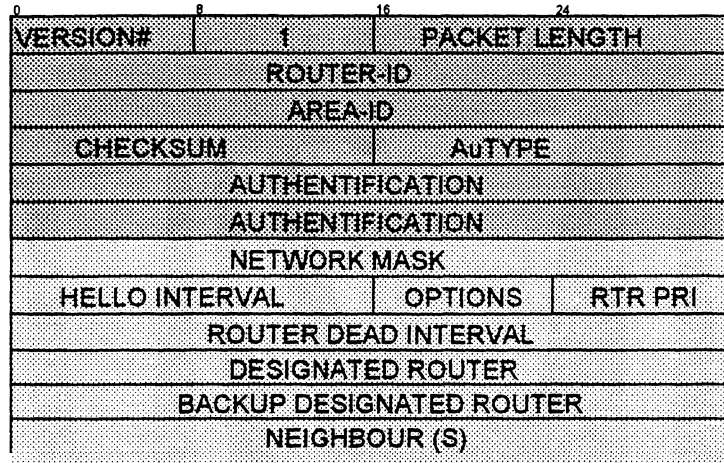 0 8 16 24
VERSION# 1 PACKET LENGTH
ROUTER-ID
AREA-ID
CHECKSUM AuTYPE
AUTHENTIFICATION
AUTHENTIFICATION
NETWORK MASK
HELLO INTERVAL OPTIONS RTR PRI
ROUTER DEAD INTERVAL
DESIGNATED ROUTER
BACKUP DESIGNATED ROUTER
NEIGHBOUR (S)